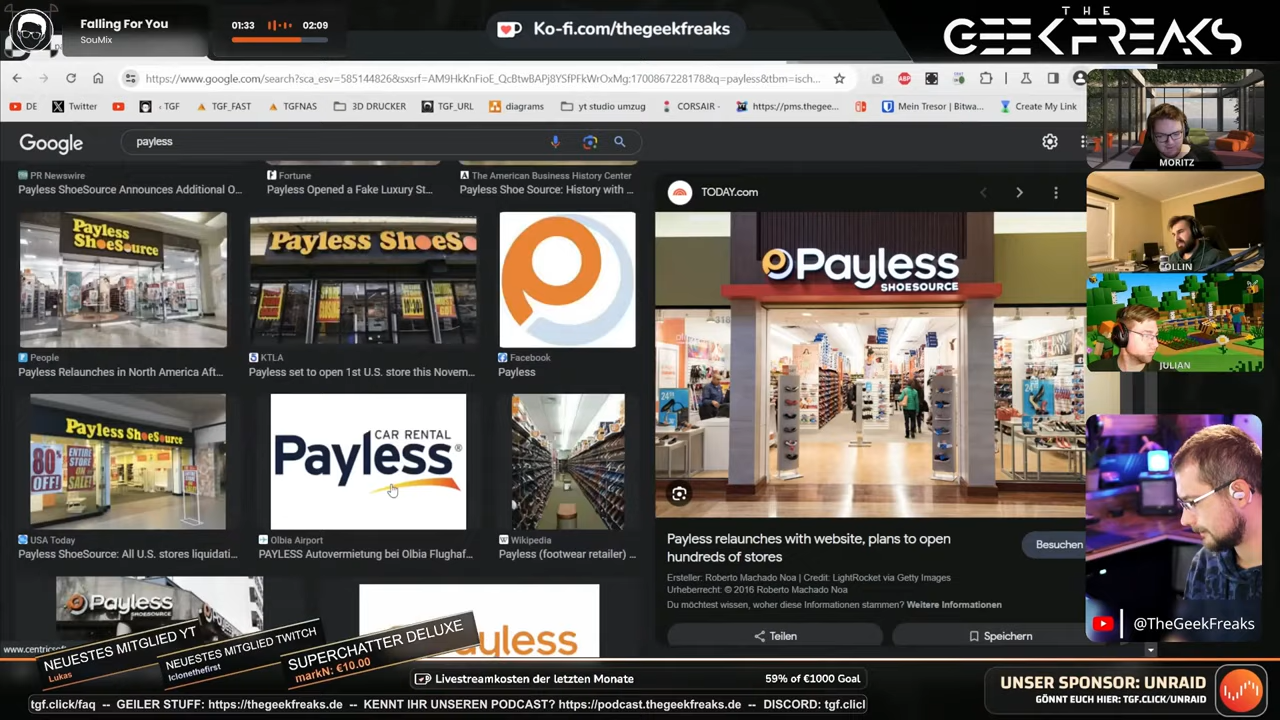 Falling For You
SouMix
01:33
02:09
Ko-fi.com/thegeekfreaks
THE
GEEKFREAKS
https://www.google.com/search?sca_esv=585144826&sxsrf=AM9HkKnFioE_QcBtwBAPj8YSfPFkWrOxMg:1700867228178&q=payless&tbm=isch...
DE
Twitter
‹ TGF
TGF_FAST
TGFNAS
3D DRUCKER
TGF_URL
diagrams
yt studio umzug
CORSAIR -
https://pms.thegee...
Mein Tresor | Bitwa...
Create My Link
Google
payless
PR Newswire
Payless ShoeSource Announces Additional O...
Fortune
Payless Opened a Fake Luxury St...
The American Business History Center
Payless Shoe Source: History with ...
Payless
ShoeSource
Payless ShoeS
People
Payless Relaunches in North America Aft...
KTLA
Payless set to open 1st U.S. store this Novem...
Facebook
Payless
Payless ShoeSource
80%
OFF!
ENTIRE
STORE
ON SALE!
CAR RENTAL
Payless®
USA Today
Payless ShoeSource: All U.S. stores liquidati...
Olbia Airport
PAYLESS Autovermietung bei Olbia Flughaf...
Wikipedia
Payless (footwear retailer) ...
Payless
ayless
www.centricsof
TODAY.com
Payless
SHOESOURCE
Payless relaunches with website, plans to open
hundreds of stores
Besuchen
Ersteller: Roberto Machado Noa | Credit: LightRocket via Getty Images
Urheberrecht: © 2016 Roberto Machado Noa
Du möchtest wissen, woher diese Informationen stammen? Weitere Informationen
Teilen
Speichern
MORITZ
COLLIN
JULIAN
@TheGeekFreaks
NEUESTES MITGLIED YT
Lukas
NEUESTES MITGLIED TWITCH
Iclonethefirst
SUPERCHATTER DELUXE
markN: €10.00
Livestreamkosten der letzten Monate
59% of €1000 Goal
tgf.click/faq -- GEILER STUFF: https://thegeekfreaks.de -- KENNT IHR UNSEREN PODCAST? https://podcast.thegeekfreaks.de -- DISCORD: tgf.clicl
UNSER SPONSOR: UNRAID
GÖNNT EUCH HIER: TGF.CLICK/UNRAID